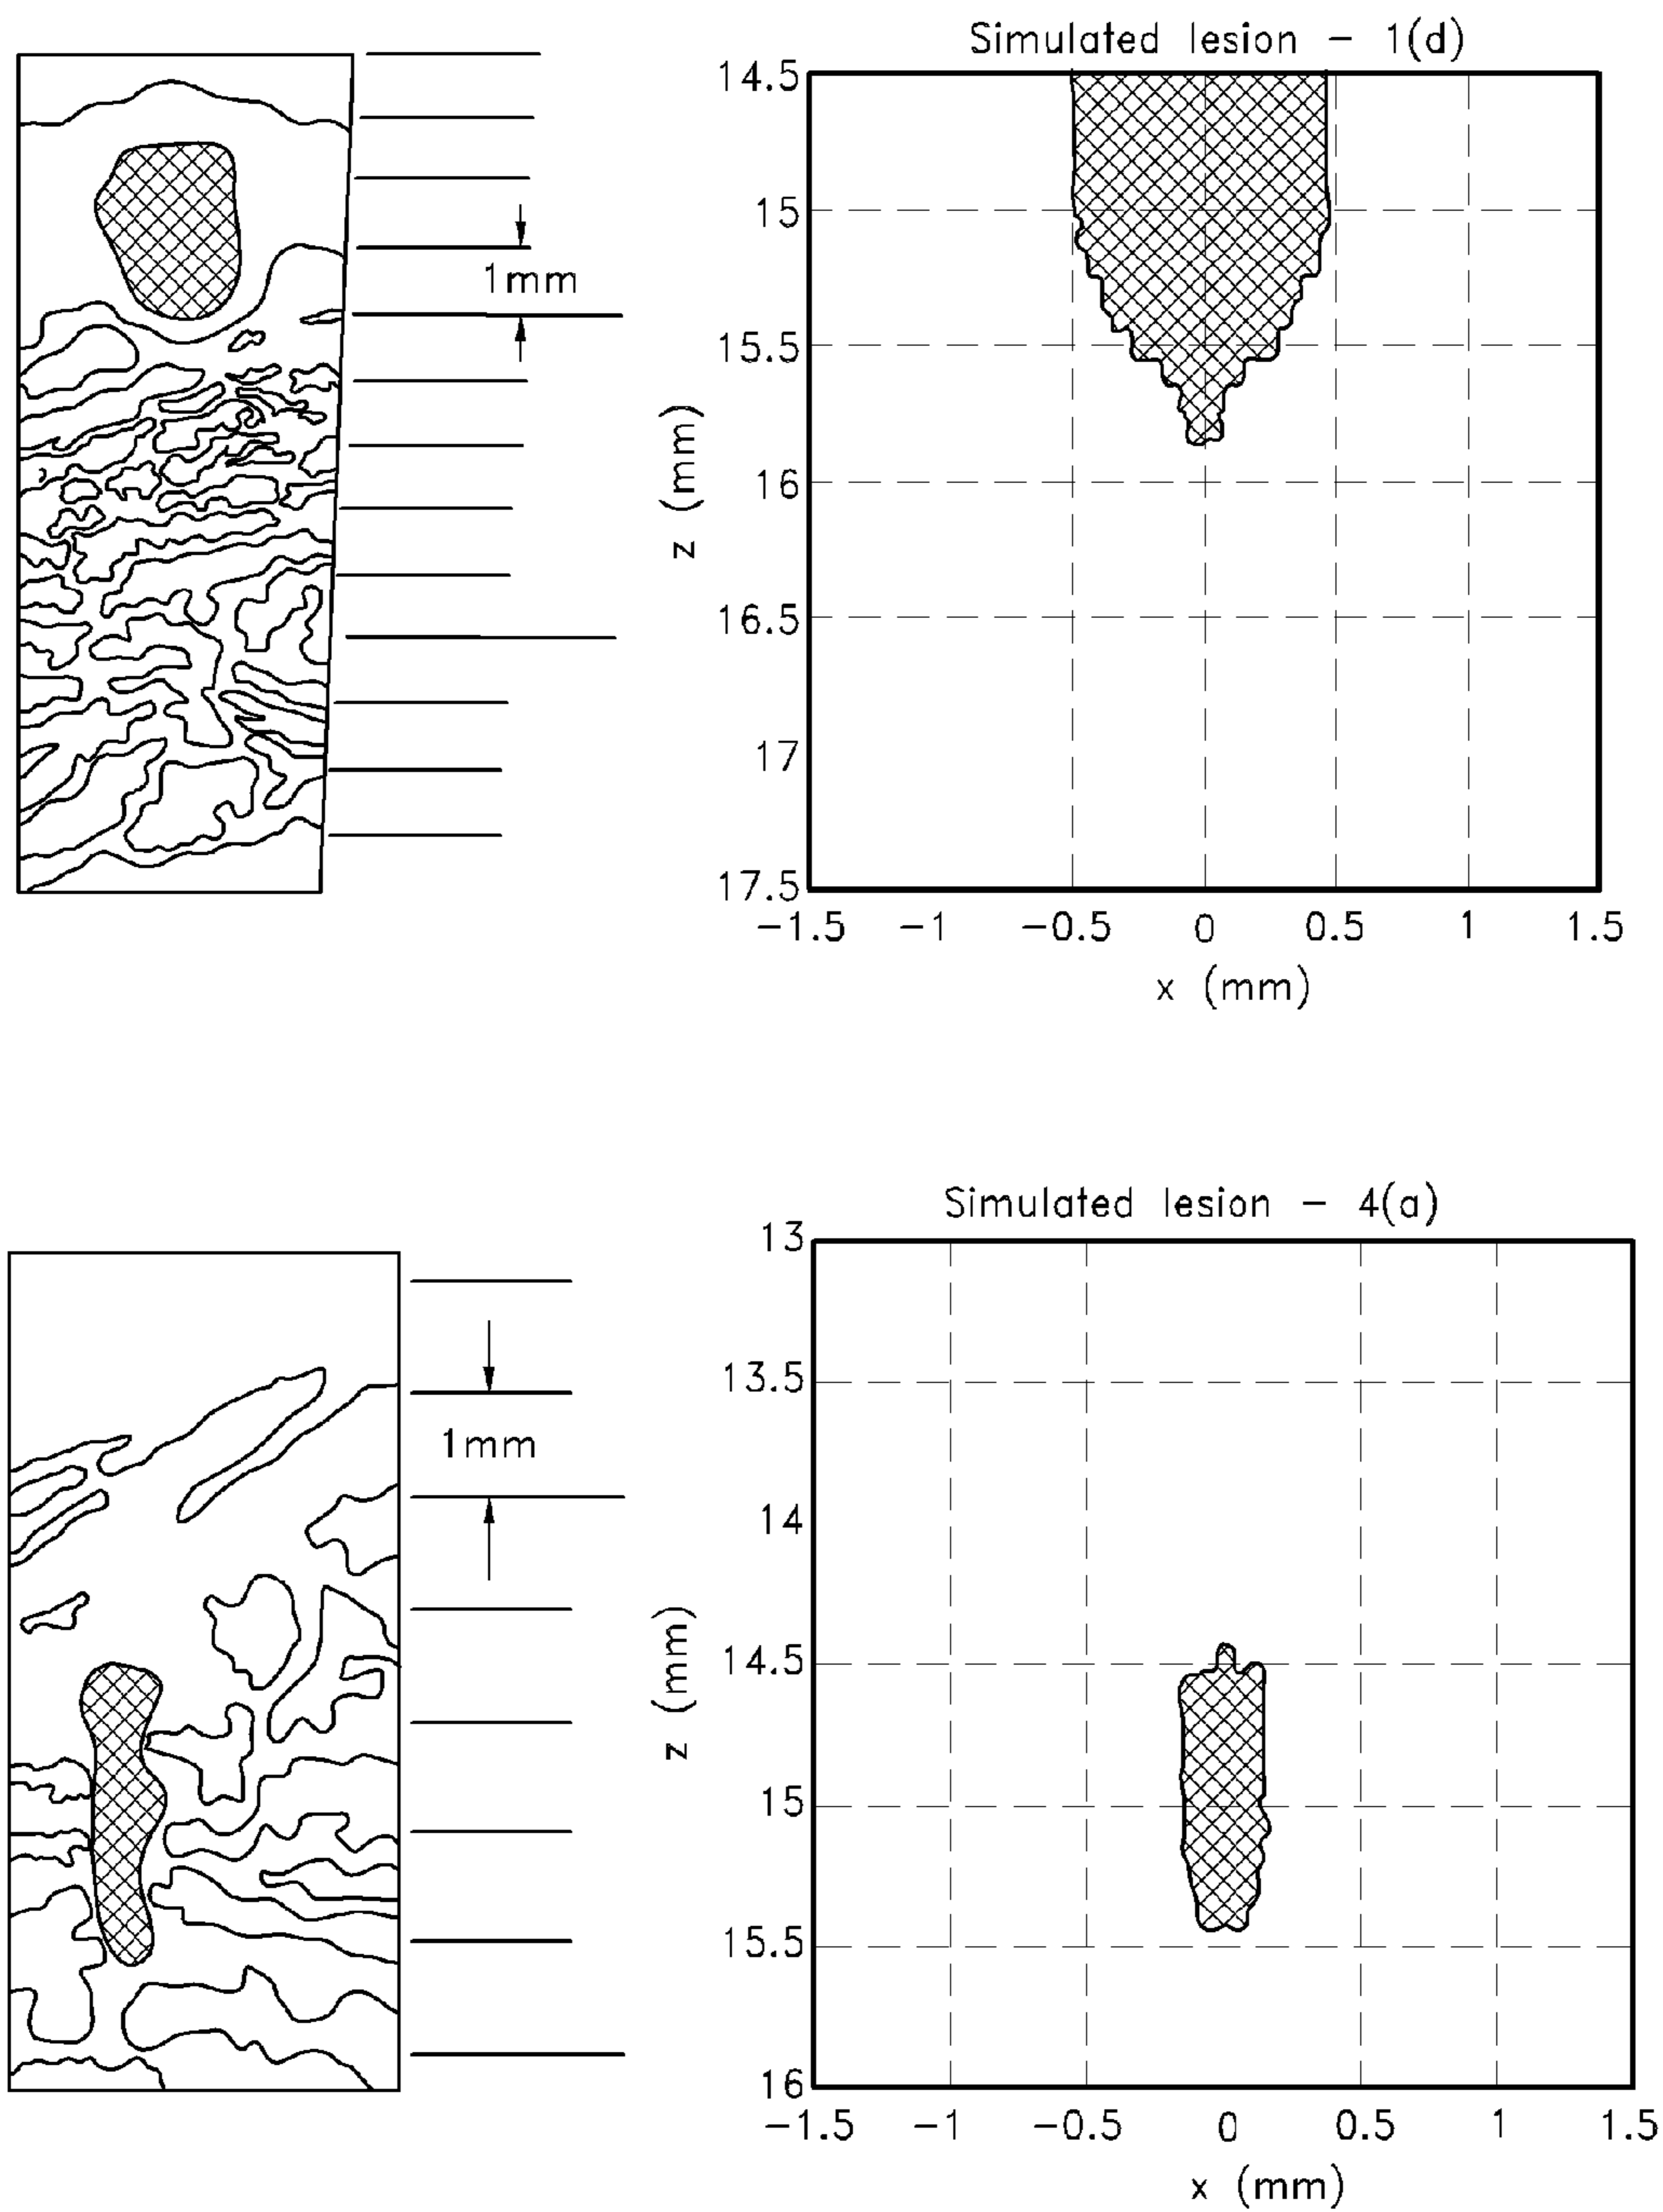 Simulated lesion - 1(d)
14.5
15
1mm
15.5
z (mm)
16
16.5
17
17.5
-1.5 -1 -0.5 0 0.5 1 1.5
x (mm)
Simulated lesion - 4(a)
13
13.5
1mm
14
z (mm)
14.5
15
15.5
16
-1.5 -1 -0.5 0 0.5 1 1.5
x (mm)